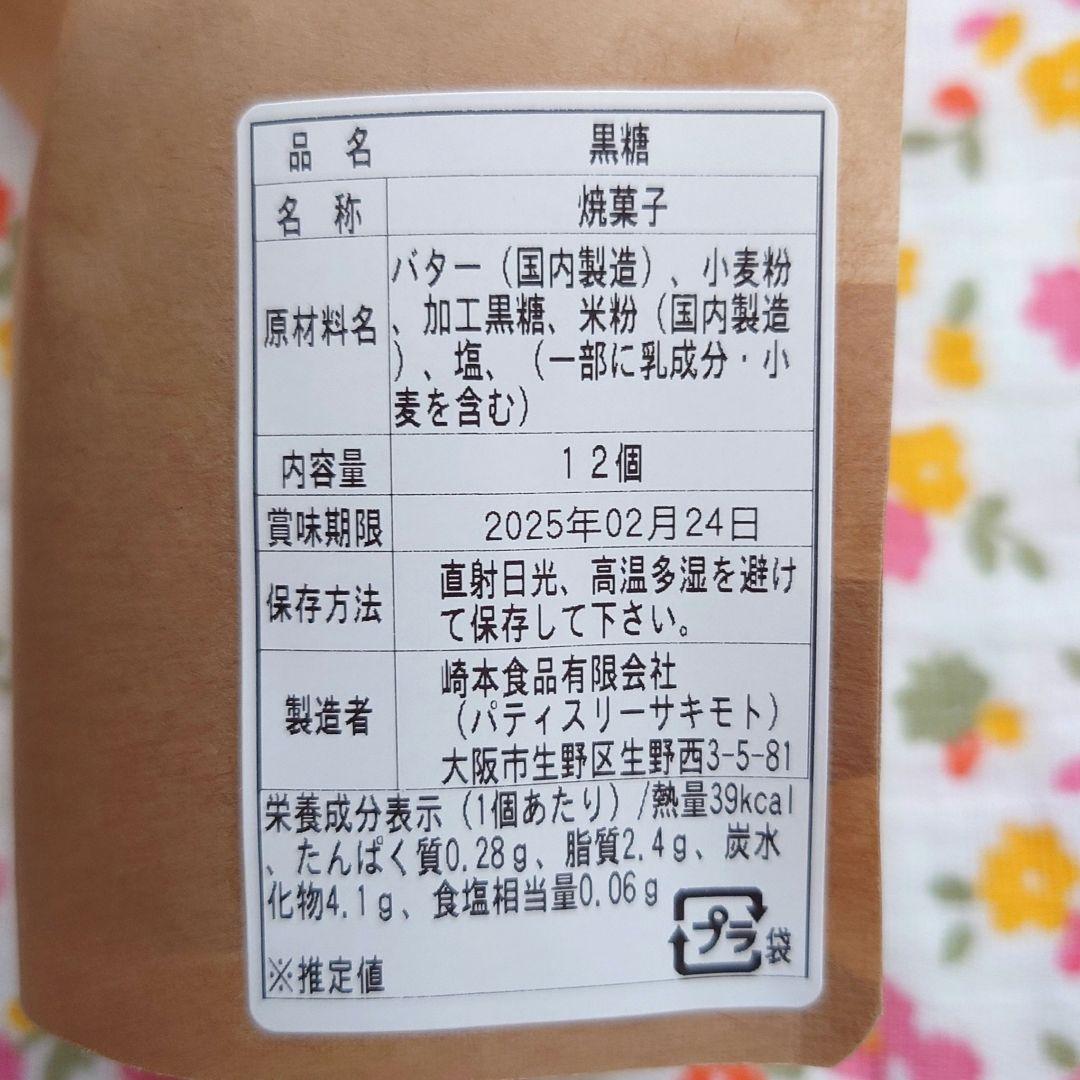 品 名 黒糖
名 称 焼菓子
原材料名
バター（国内製造）、小麦粉
、加工黒糖、米粉（国内製造
）、塩、（一部に乳成分・小
麦を含む）
内容量 １２個
賞味期限 2025年02月24日
保存方法
直射日光、高温多湿を避け
て保存して下さい。
製造者
崎本食品有限会社
（パティスリーサキモト）
大阪市生野区生野西3-5-81
栄養成分表示（1個あたり）/熱量39kcal
、たんぱく質0.28ｇ、脂質2.4ｇ、炭水
化物4.1ｇ、食塩相当量0.06ｇ
プラ 袋
※推定値